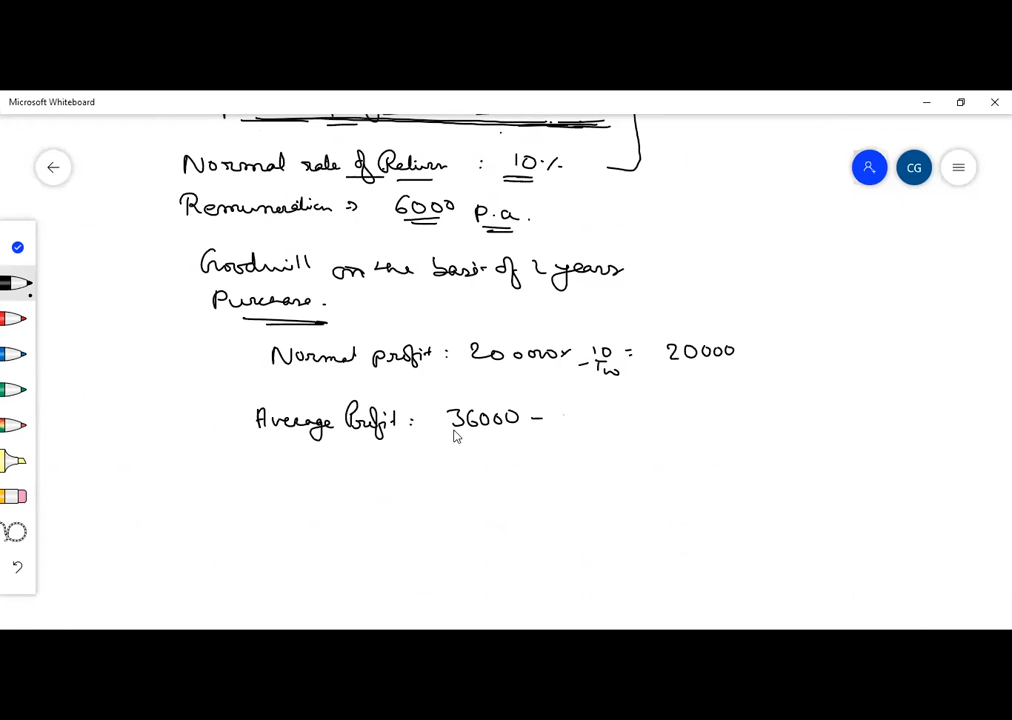 Microsoft Whiteboard
CG
Normal rate of Return : 10%
Remuneration ⇒ 6000 p.a.
Goodwill on the basis of 2 years
Purchase.
Normal profit : 200000 x 10/100 = 20000
Average Profit : 36000 -